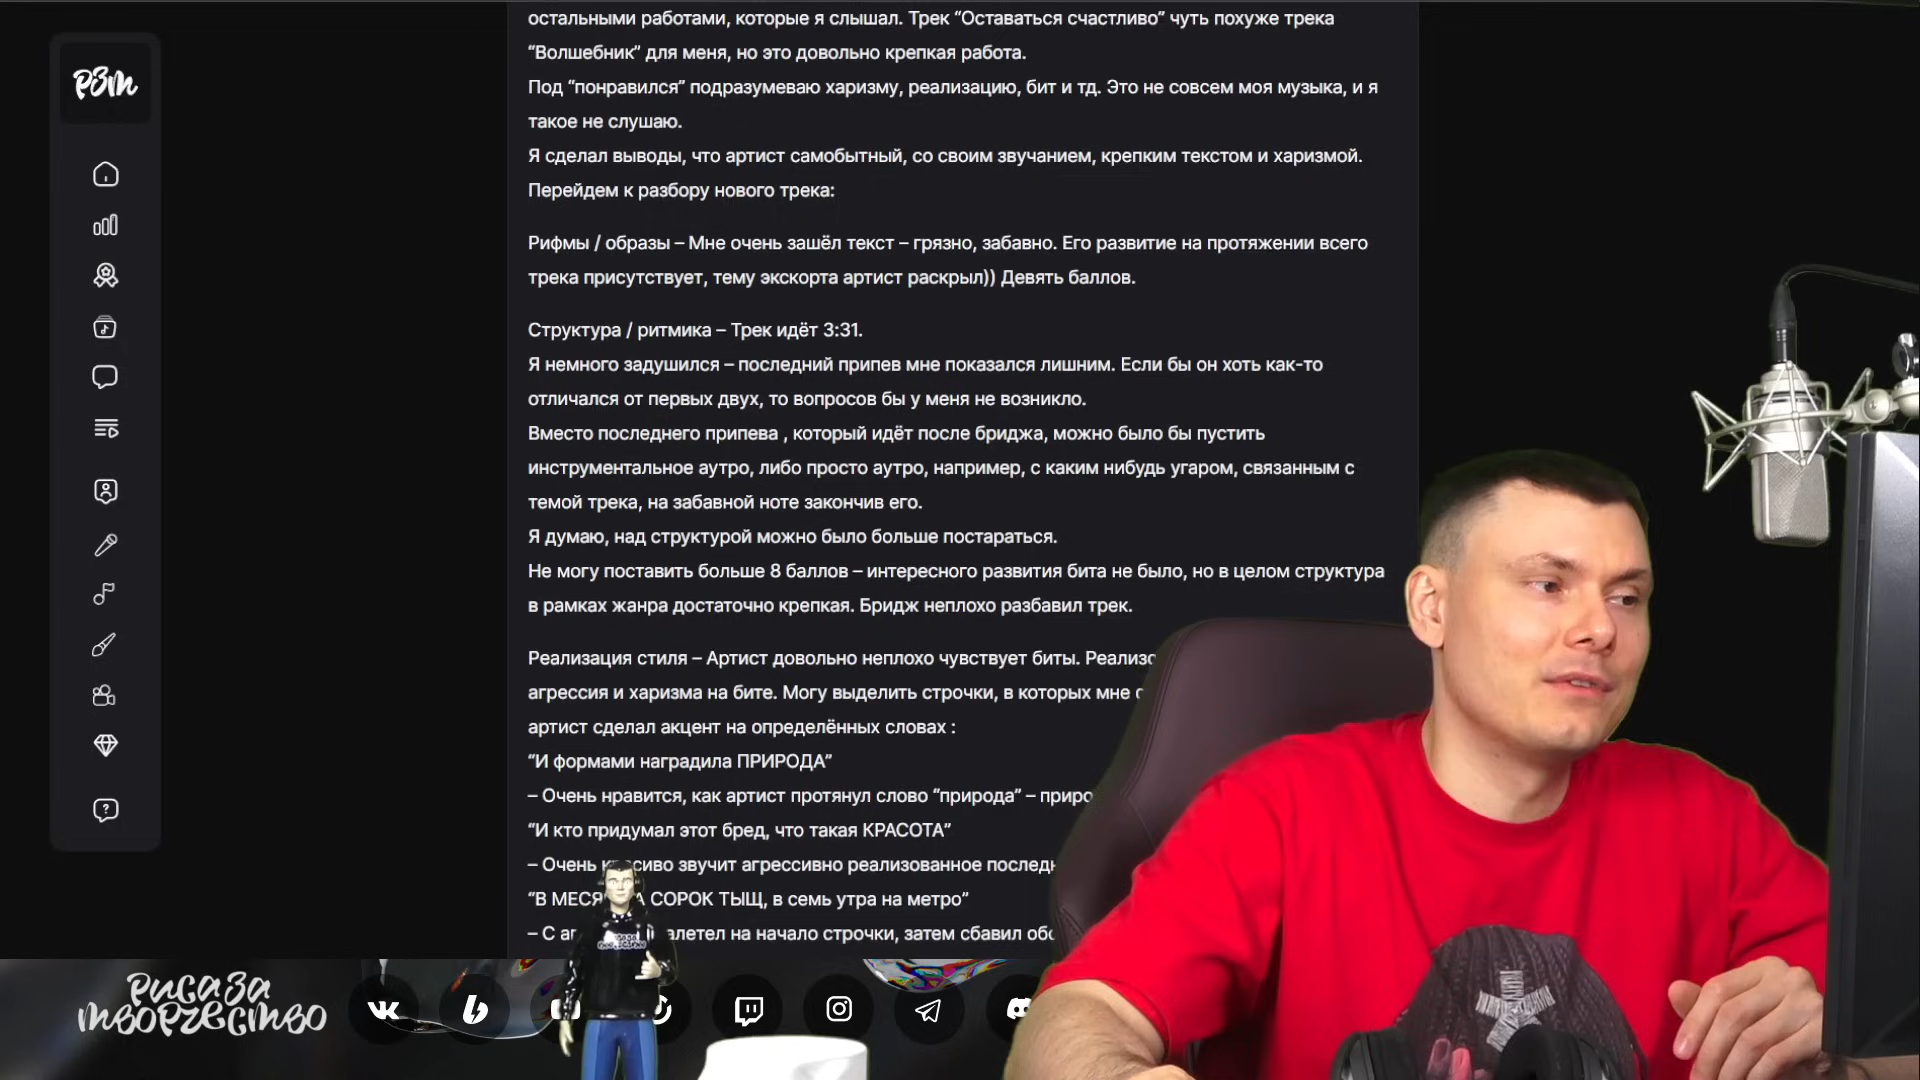 остальными работами, которые я слышал. Трек “Оставаться счастливо” чуть похуже трека
“Волшебник” для меня, но это довольно крепкая работа.
Под “понравился” подразумеваю харизму, реализацию, бит и тд. Это не совсем моя музыка, и я
такое не слушаю.
Я сделал выводы, что артист самобытный, со своим звучанием, крепким текстом и харизмой.
Перейдем к разбору нового трека:
Рифмы / образы – Мне очень зашёл текст – грязно, забавно. Его развитие на протяжении всего
трека присутствует, тему экскорта артист раскрыл)) Девять баллов.
Структура / ритмика – Трек идёт 3:31.
Я немного задушился – последний припев мне показался лишним. Если бы он хоть как-то
отличался от первых двух, то вопросов бы у меня не возникло.
Вместо последнего припева , который идёт после бриджа, можно было бы пустить
инструментальное аутро, либо просто аутро, например, с каким нибудь угаром, связанным с
темой трека, на забавной ноте закончив его.
Я думаю, над структурой можно было больше постараться.
Не могу поставить больше 8 баллов – интересного развития бита не было, но в целом структура
в рамках жанра достаточно крепкая. Бридж неплохо разбавил трек.
Реализация стиля – Артист довольно неплохо чувствует биты.
агрессия и харизма на бите. Могу выделить строчки, в которых мне
артист сделал акцент на определённых словах :
“И формами наградила ПРИРОДА”
– Очень нравится, как артист протянул слово “природа” –
“И кто придумал этот бред, что такая КРАСОТА”
– Очень звучит агрессивно реализованное
СОРОК ТЫЩ, в семь утра на метро”
– С на начало строчки, затем сбавил
РЗТ
РИСАЗА
ТВОРЧЕСТВО